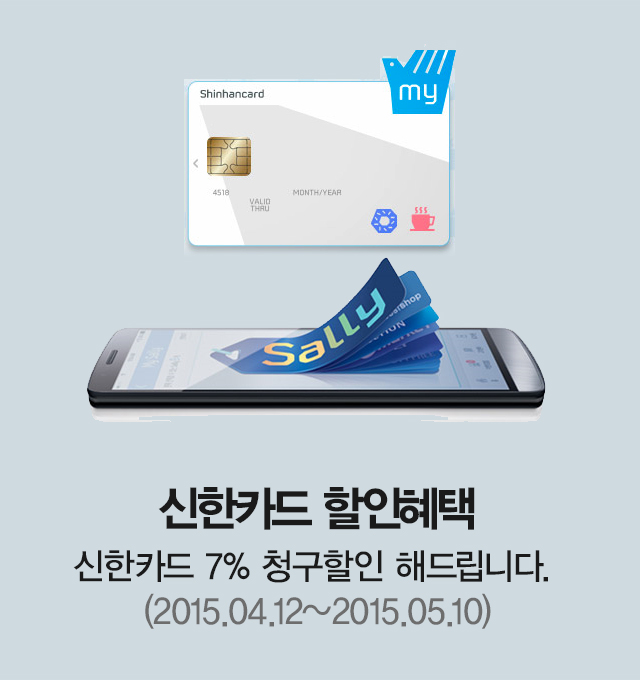 my
Shinhancard
4518
MONTH/YEAR
VALID
THRU
Sally
신한카드 할인혜택
신한카드 7% 청구할인 해드립니다.
(2015.04.12~2015.05.10)